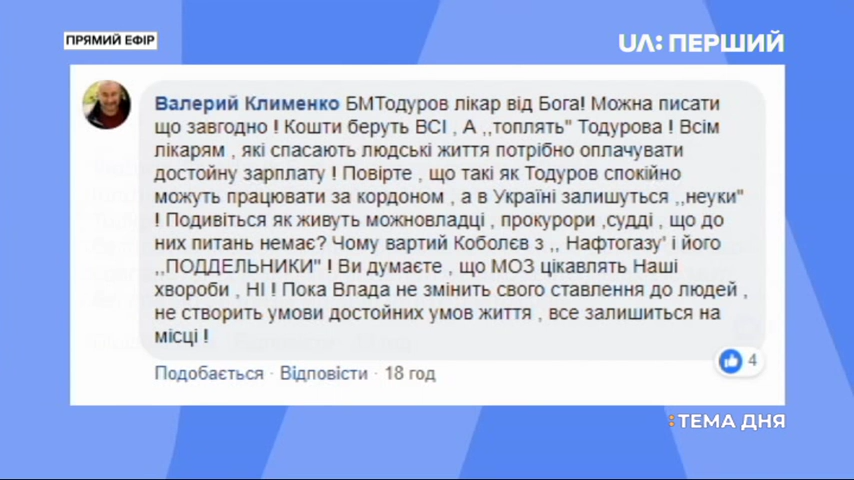 ПРЯМИЙ ЕФІР
UA: ПЕРШИЙ
Валерий Клименко БМТодуров лікар від Бога! Можна писати
що завгодно ! Кошти беруть ВСІ , А ,,топлять" Тодурова ! Всім
лікарям , які спасають людські життя потрібно оплачувати
достойну зарплату ! Повірте , що такі як Тодуров спокійно
можуть працювати за кордоном , а в Україні залишуться ,,неуки"
! Подивіться як живуть можновладці , прокурори ,судді , що до
них питань немає? Чому вартий Коболєв з ,, Нафтогазу' і його
,,ПОДДЕЛЬНИКИ" ! Ви думаєте , що МОЗ цікавлять Наші
хвороби , НІ ! Пока Влада не змінить свого ставлення до людей ,
не створить умови достойних умов життя , все залишиться на
місці !
4
Подобається · Відповісти · 18 год
:ТЕМА ДНЯ